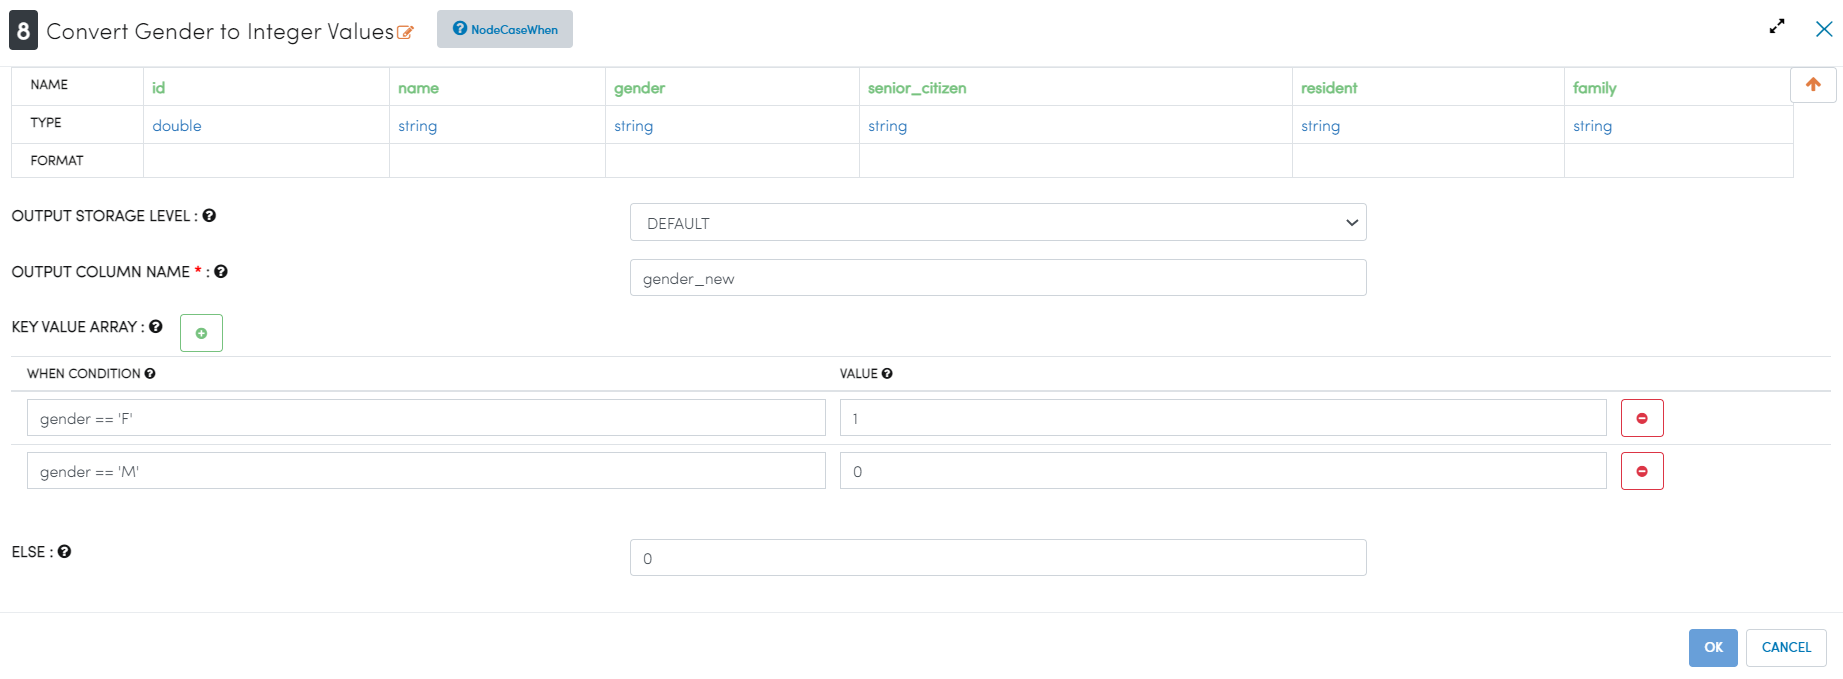 8 Convert Gender to Integer Values NodeCaseWhen
NAME id name gender senior_citizen resident family
TYPE double string string string string string
FORMAT
OUTPUT STORAGE LEVEL : DEFAULT
OUTPUT COLUMN NAME * : gender_new
KEY VALUE ARRAY :
WHEN CONDITION VALUE
gender == 'F' 1
gender == 'M' 0
ELSE : 0
OK CANCEL